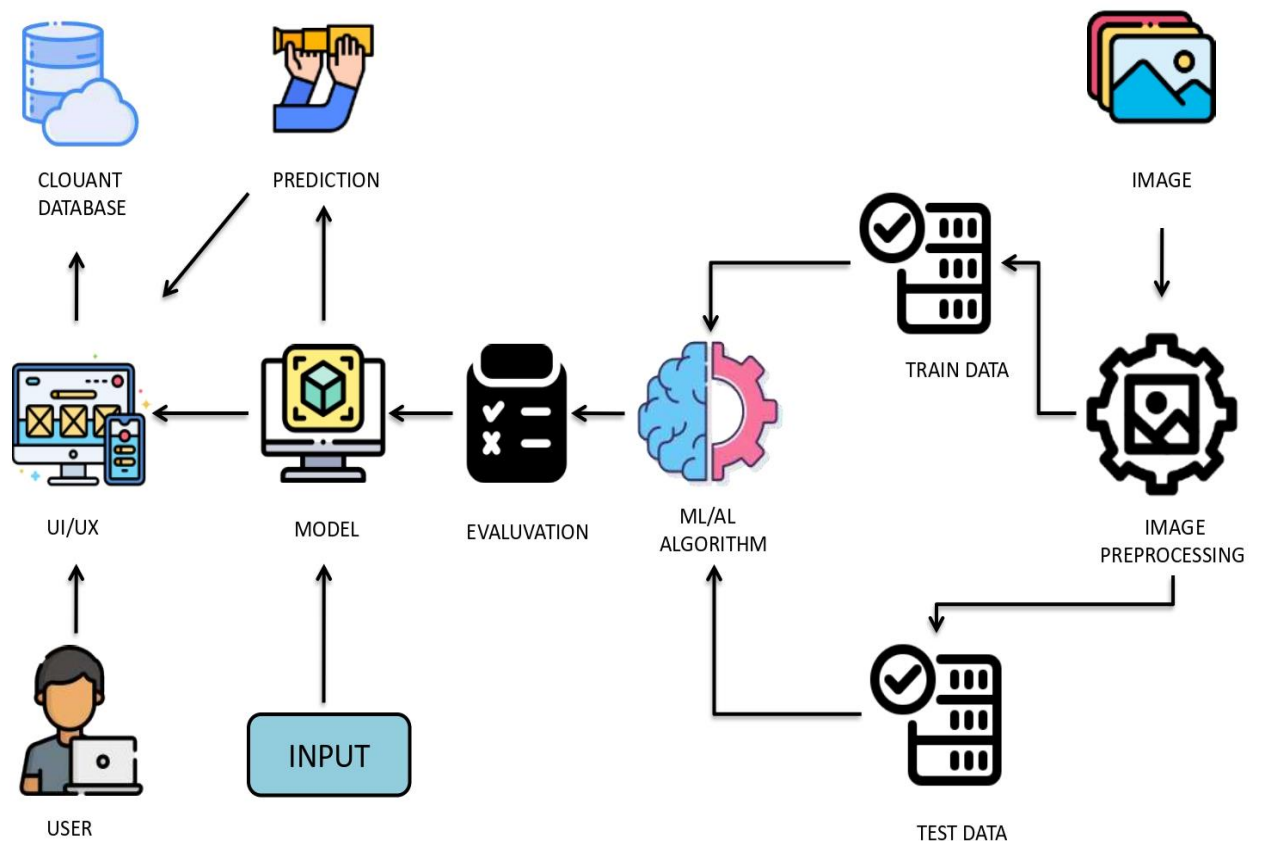 CLOUANT
DATABASE
PREDICTION
IMAGE
TRAIN DATA
UI/UX
MODEL
EVALUVATION
ML/AL
ALGORITHM
IMAGE
PREPROCESSING
INPUT
USER
TEST DATA